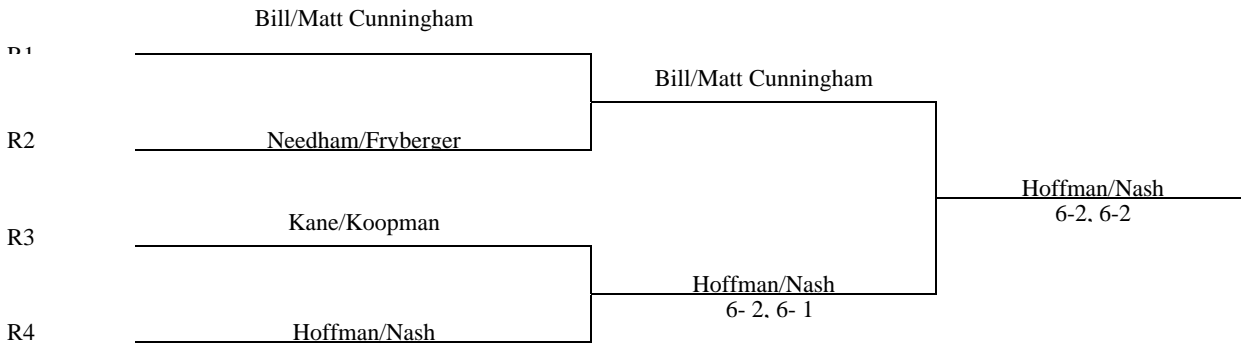 Bill/Matt Cunningham
R1
Bill/Matt Cunningham
R2 Needham/Fryberger
Hoffman/Nash
6-2, 6-2
Kane/Koopman
R3
Hoffman/Nash
6- 2, 6- 1
R4 Hoffman/Nash